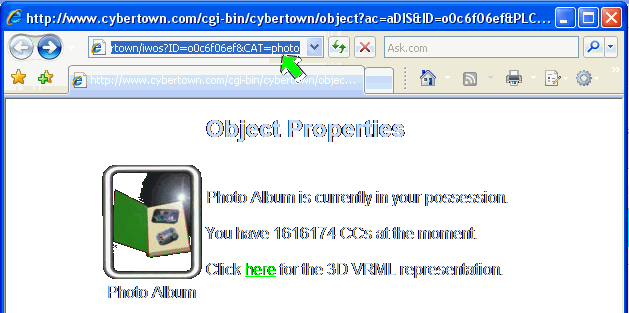 http://www.cybertown.com/cgi-bin/cybertown/object?ac=aDIS&ID=o0c6f06ef&PLC...
rtown/iwos?ID=o0c6f06ef&CAT=photo
Ask.com
http://www.cybertown.com/cgi-bin/cybertown/objec...
Object Properties
Photo Album is currently in your possession.
You have 1616174 CCs at the moment.
Click here for the 3D VRML representation.
Photo Album